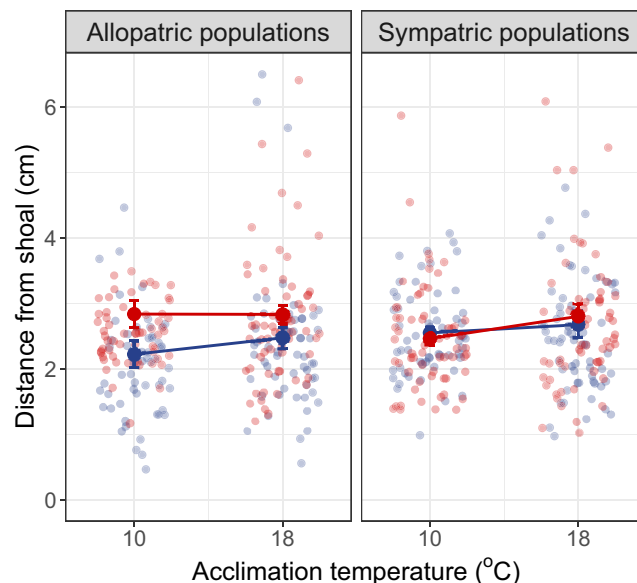 Allopatric populations
Sympatric populations
Distance from shoal (cm)
6
4
2
0
10
18
10
18
Acclimation temperature (°C)